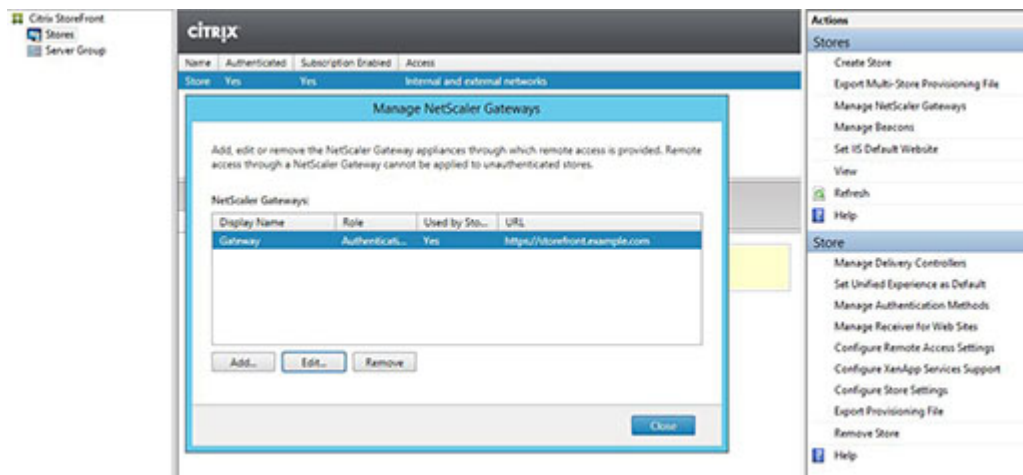 Citrix StoreFront
Stores
Server Group
CITRIX
Name Authenticated Subscription Enabled Access
Store Yes Yes Internal and external networks
Manage NetScaler Gateways
Add, edit or remove the NetScaler Gateway appliances through which remote access is provided. Remote
access through a NetScaler Gateway cannot be applied to unauthenticated stores.
NetScaler Gateways:
Display Name Role Used by Sto... URL
Gateway Authenticati... Yes https://storefront.example.com
Add... Edit... Remove
Close
Actions
Stores
Create Store
Export Multi-Store Provisioning File
Manage NetScaler Gateways
Manage Beacons
Set IIS Default Website
View
Refresh
Help
Store
Manage Delivery Controllers
Set Unified Experience as Default
Manage Authentication Methods
Manage Receiver for Web Sites
Configure Remote Access Settings
Configure XenApp Services Support
Configure Store Settings
Export Provisioning File
Remove Store
Help